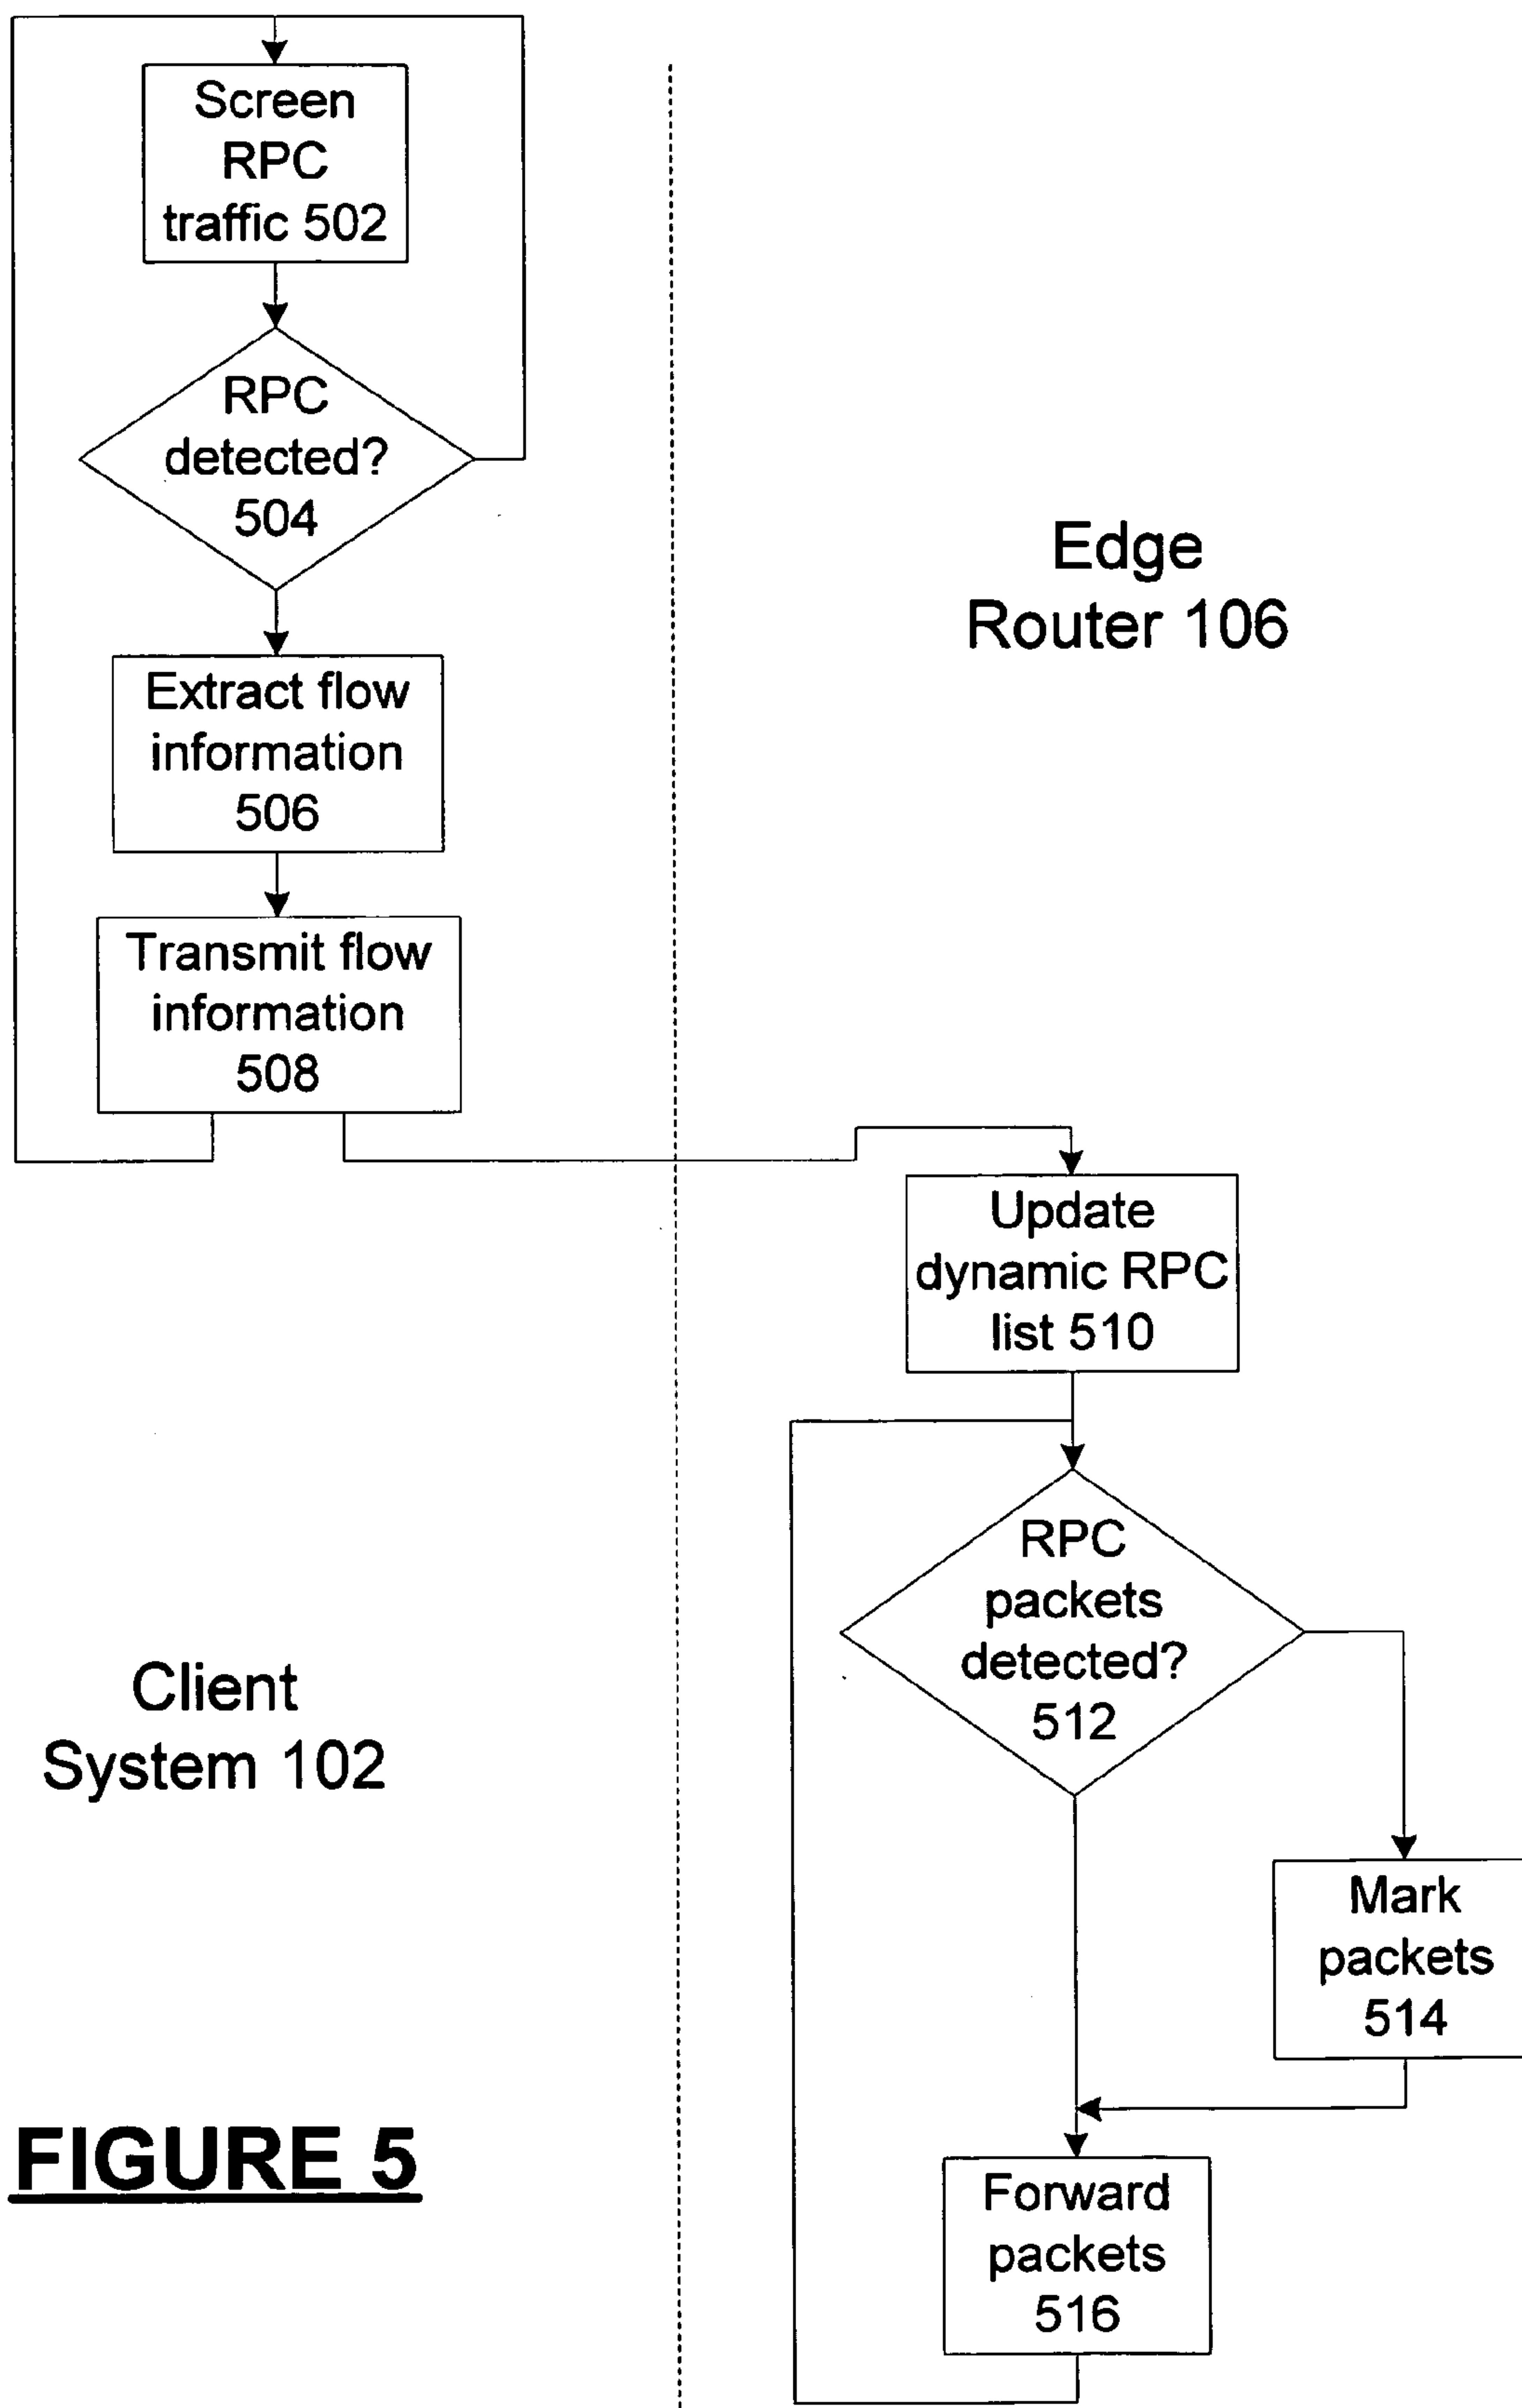 Screen
RPC
traffic 502
RPC
detected?
504
Extract flow
information
506
Transmit flow
information
508
Edge
Router 106
Update
dynamic RPC
list 510
RPC
packets
detected?
512
Mark
packets
514
Forward
packets
516
Client
System 102
FIGURE 5